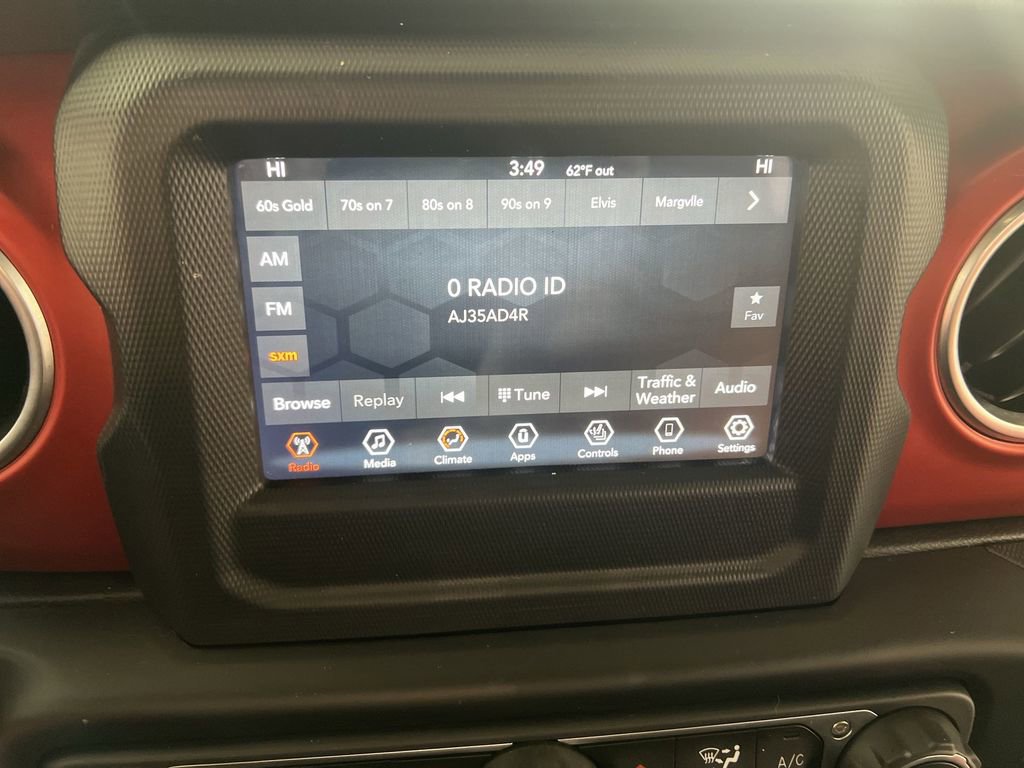 HI 3:49 62°F out HI
60s Gold 70s on 7 80s on 8 90s on 9 Elvis Margvlle
AM
0 RADIO ID
FM
AJ35AD4R
Fav
sxm
Browse Replay Tune Traffic & Weather Audio
Radio Media Climate Apps Controls Phone Settings
A/C